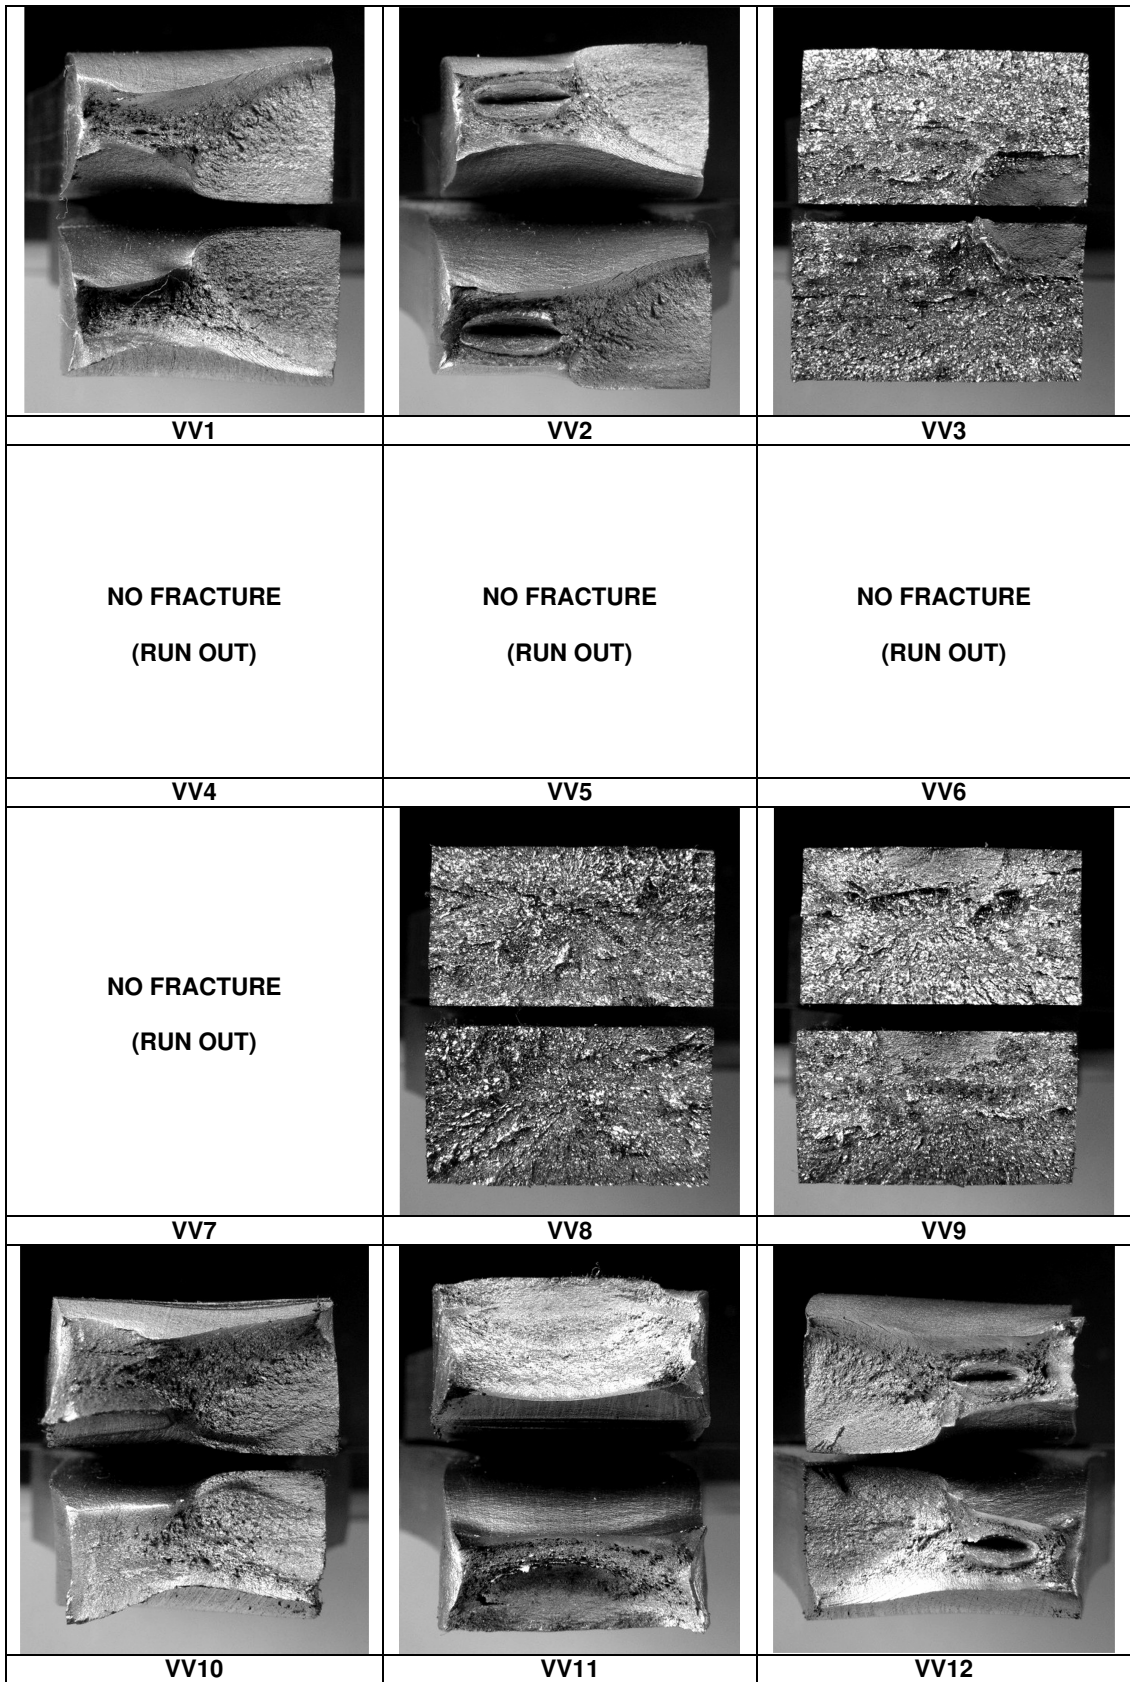 VV1
VV2
VV3
NO FRACTURE
(RUN OUT)
NO FRACTURE
(RUN OUT)
NO FRACTURE
(RUN OUT)
VV4
VV5
VV6
NO FRACTURE
(RUN OUT)
VV7
VV8
VV9
VV10
VV11
VV12